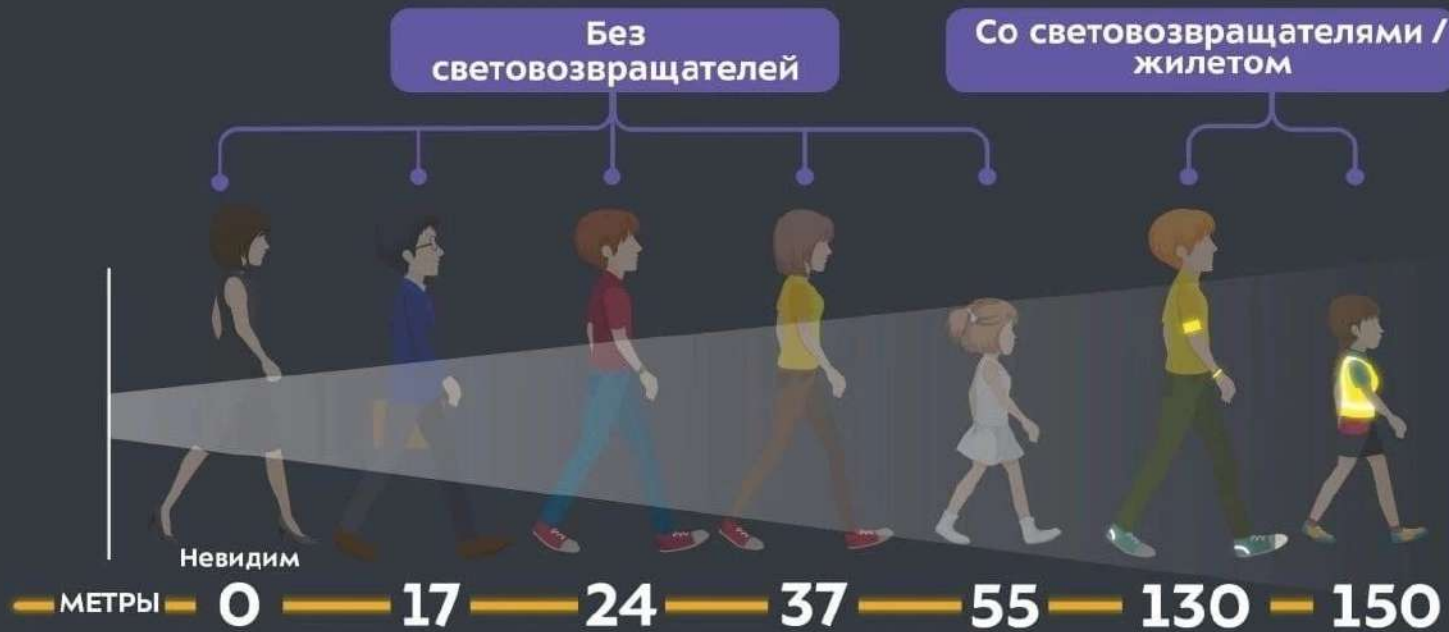 Без
световозвращателей
Со световозвращателями /
жилетом
Невидим
МЕТРЫ 0 17 24 37 55 130 150